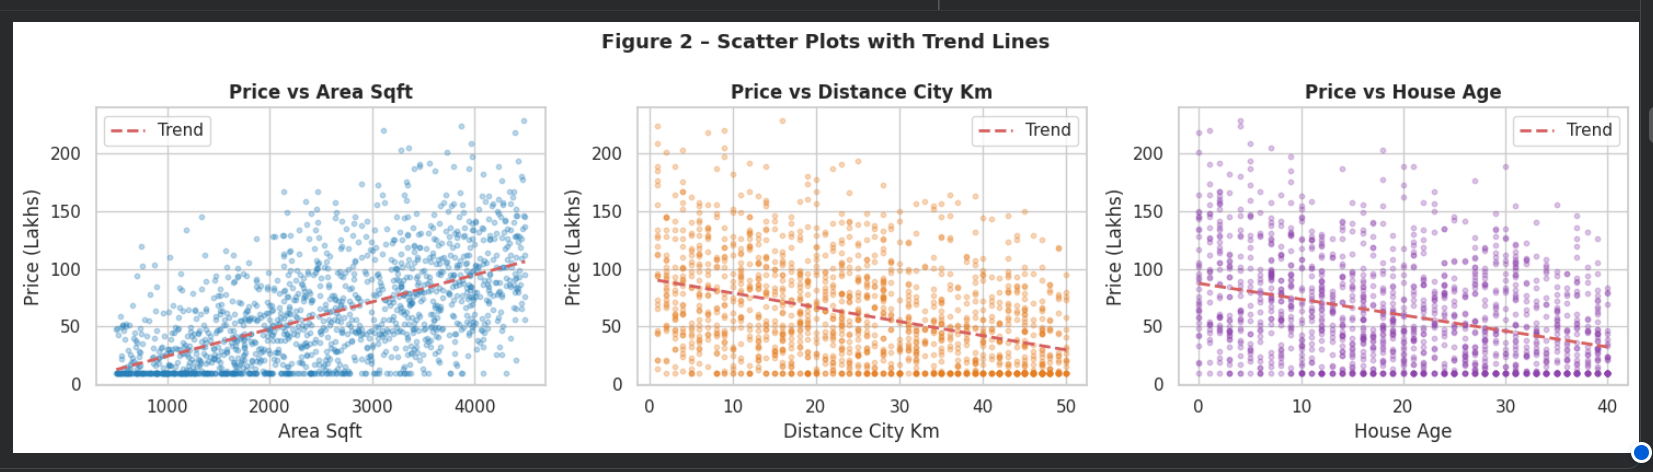 Figure 2 – Scatter Plots with Trend Lines
Price vs Area Sqft
Trend
Price (Lakhs)
200
150
100
50
0
1000 2000 3000 4000
Area Sqft
Price vs Distance City Km
Trend
Price (Lakhs)
200
150
100
50
0
0 10 20 30 40 50
Distance City Km
Price vs House Age
Trend
Price (Lakhs)
200
150
100
50
0
0 10 20 30 40
House Age